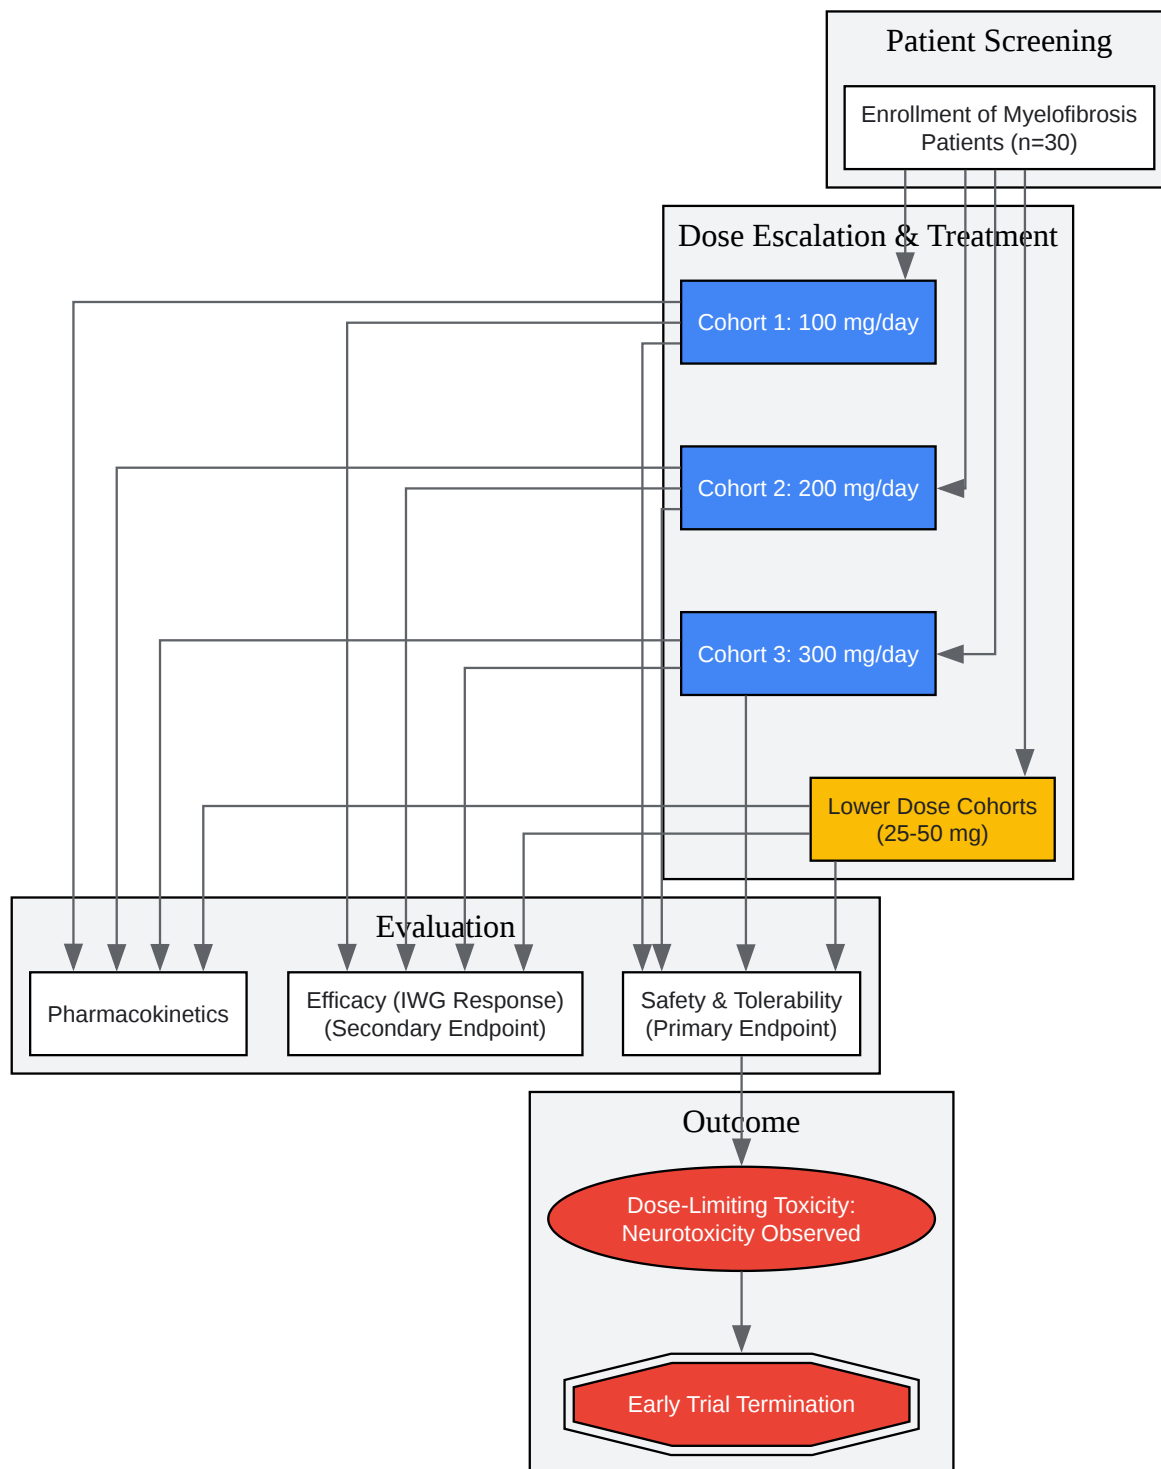 Patient Screening
Enrollment of Myelofibrosis
Patients (n=30)
Dose Escalation & Treatment
Cohort 1: 100 mg/day
Cohort 2: 200 mg/day
Cohort 3: 300 mg/day
Lower Dose Cohorts
(25-50 mg)
Evaluation
Pharmacokinetics
Efficacy (IWG Response)
(Secondary Endpoint)
Safety & Tolerability
(Primary Endpoint)
Outcome
Dose-Limiting Toxicity:
Neurotoxicity Observed
Early Trial Termination